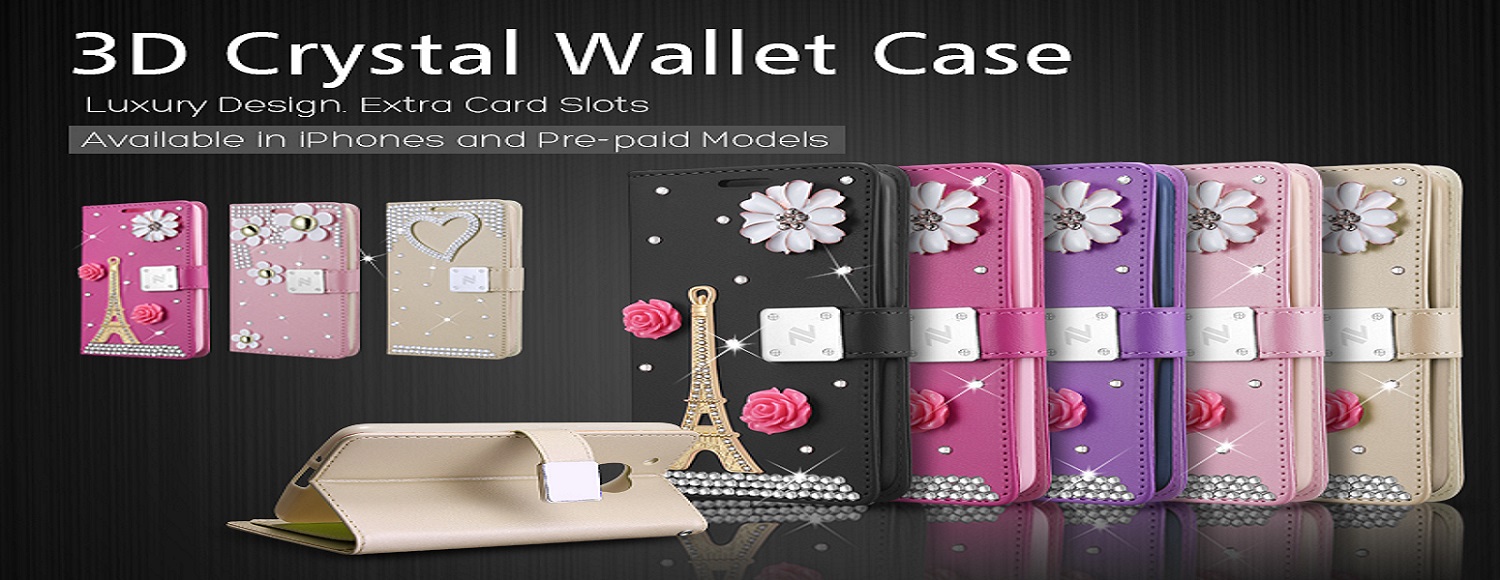 3D Crystal Wallet Case
Luxury Design. Extra Card Slots
Available in iPhones and Pre-paid Models